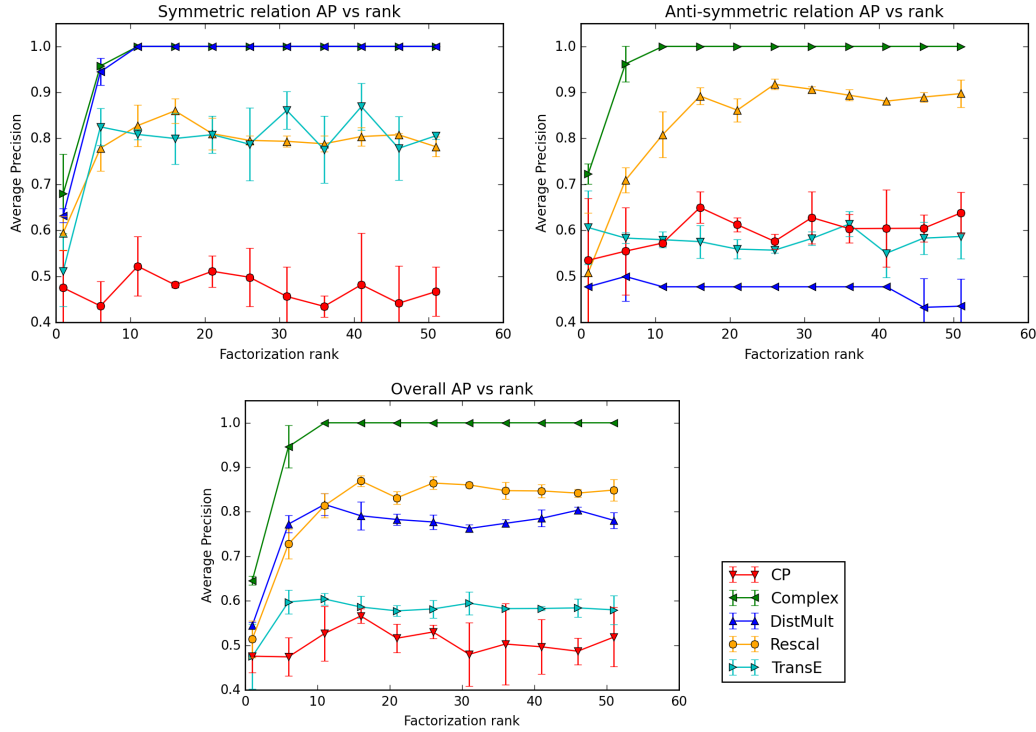 Symmetric relation AP vs rank
1.0
0.9
0.8
0.7
0.6
0.5
0.4
Average Precision
0 10 20 30 40 50 60
Factorization rank
Anti-symmetric relation AP vs rank
1.0
0.9
0.8
0.7
0.6
0.5
0.4
Average Precision
0 10 20 30 40 50 60
Factorization rank
Overall AP vs rank
1.0
0.9
0.8
0.7
0.6
0.5
0.4
Average Precision
0 10 20 30 40 50 60
Factorization rank
CP
Complex
DistMult
Rescal
TransE